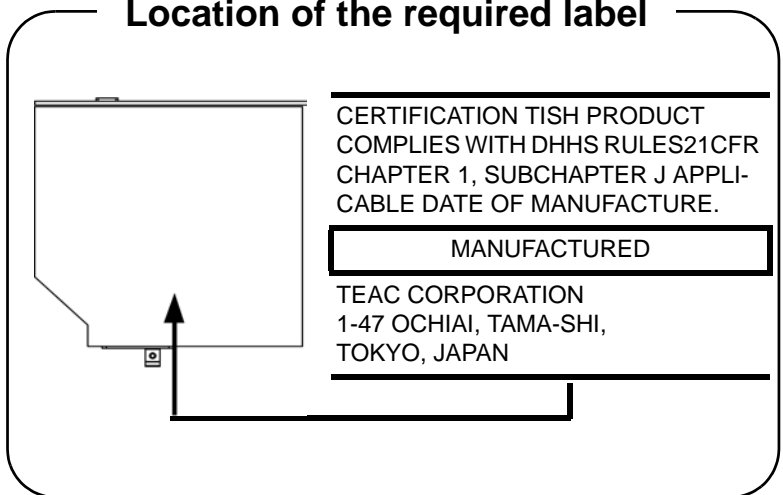 Location of the required label
CERTIFICATION TISH PRODUCT
COMPLIES WITH DHHS RULES21CFR
CHAPTER 1, SUBCHAPTER J APPLI-
CABLE DATE OF MANUFACTURE.
MANUFACTURED
TEAC CORPORATION
1-47 OCHIAI, TAMA-SHI,
TOKYO, JAPAN